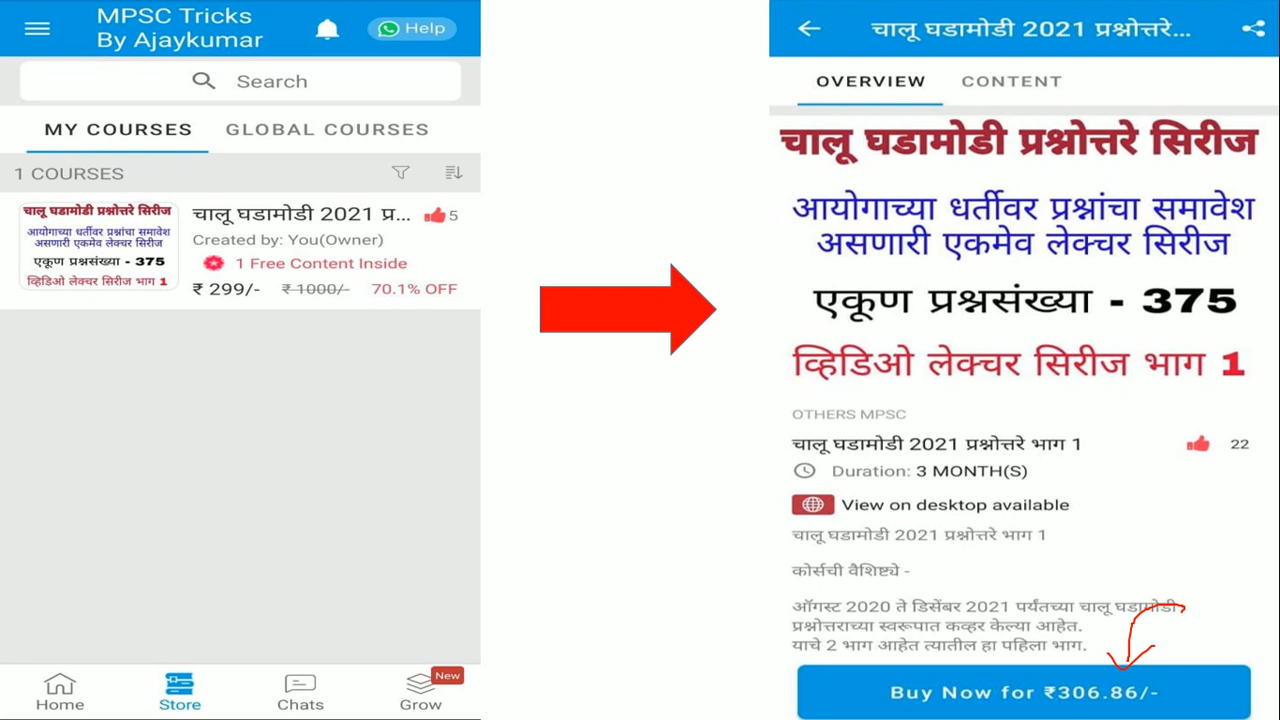 MPSC Tricks
By Ajaykumar
Help
Search
MY COURSES GLOBAL COURSES
1 COURSES
चालू घडामोडी प्रश्नोत्तरे सिरीज
आयोगाच्या धर्तीवर प्रश्नांचा समावेश
असणारी एकमेव लेक्चर सिरीज
एकूण प्रश्नसंख्या - 375
व्हिडिओ लेक्चर सिरीज भाग 1
चालू घडामोडी 2021 प्र... 5
Created by: You(Owner)
1 Free Content Inside
₹ 299/- ₹ 1000/- 70.1% OFF
Home Store Chats Grow
New
चालू घडामोडी 2021 प्रश्नोत्तरे...
OVERVIEW CONTENT
चालू घडामोडी प्रश्नोत्तरे सिरीज
आयोगाच्या धर्तीवर प्रश्नांचा समावेश
असणारी एकमेव लेक्चर सिरीज
एकूण प्रश्नसंख्या - 375
व्हिडिओ लेक्चर सिरीज भाग 1
OTHERS MPSC
चालू घडामोडी 2021 प्रश्नोत्तरे भाग 1 22
Duration: 3 MONTH(S)
View on desktop available
चालू घडामोडी 2021 प्रश्नोत्तरे भाग 1
कोर्सची वैशिष्ट्ये -
ऑगस्ट 2020 ते डिसेंबर 2021 पर्यंतच्या चालू घडामोडी
प्रश्नोत्तराच्या स्वरूपात कव्हर केल्या आहेत.
याचे 2 भाग आहेत त्यातील हा पहिला भाग.
Buy Now for ₹306.86/-